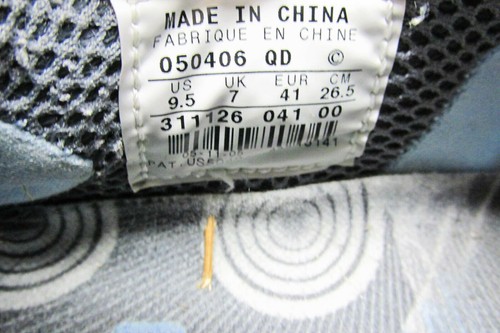 MADE IN CHINA
FABRIQUE EN CHINE
050406 QD ©
US UK EUR CM
9.5 7 41 26.5
311126 041 00
PAT.